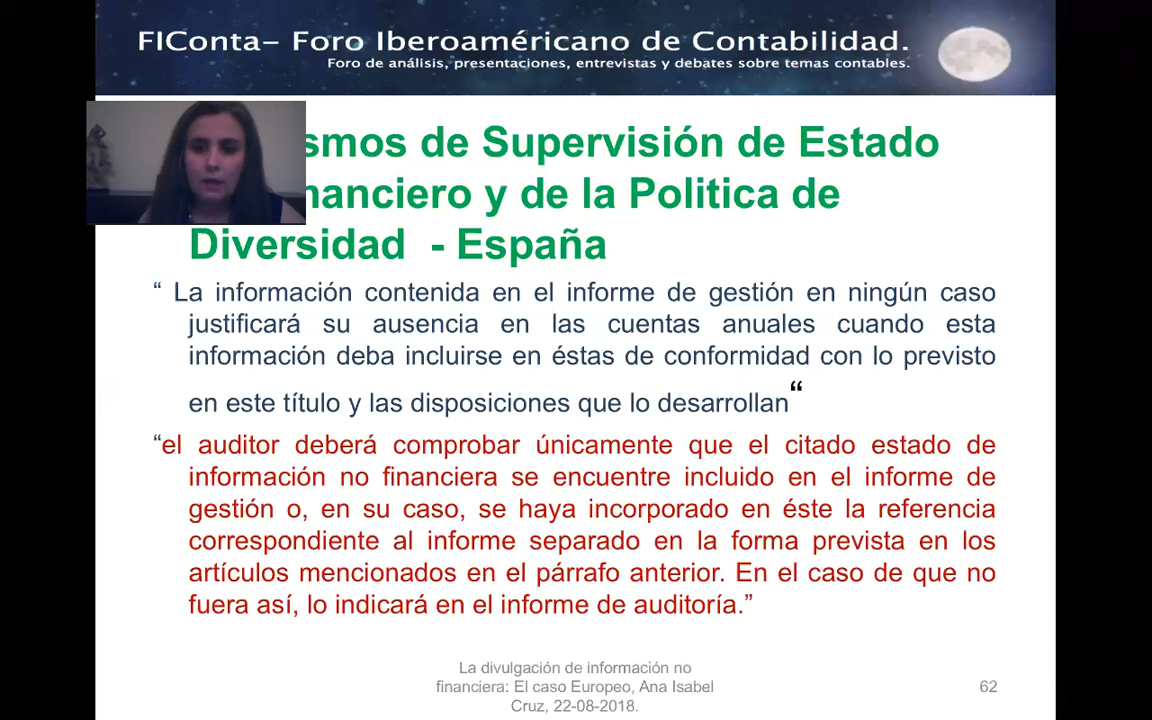 FIConta– Foro Iberoaméricano de Contabilidad.
Foro de análisis, presentaciones, entrevistas y debates sobre temas contables.
de Supervisión de Estado
y de la Politica de
Diversidad - España
“ La información contenida en el informe de gestión en ningún caso
justificará su ausencia en las cuentas anuales cuando esta
información deba incluirse en éstas de conformidad con lo previsto
en este título y las disposiciones que lo desarrollan“
“el auditor deberá comprobar únicamente que el citado estado de
información no financiera se encuentre incluido en el informe de
gestión o, en su caso, se haya incorporado en éste la referencia
correspondiente al informe separado en la forma prevista en los
artículos mencionados en el párrafo anterior. En el caso de que no
fuera así, lo indicará en el informe de auditoría.”
La divulgación de información no
financiera: El caso Europeo, Ana Isabel
Cruz, 22-08-2018.
62